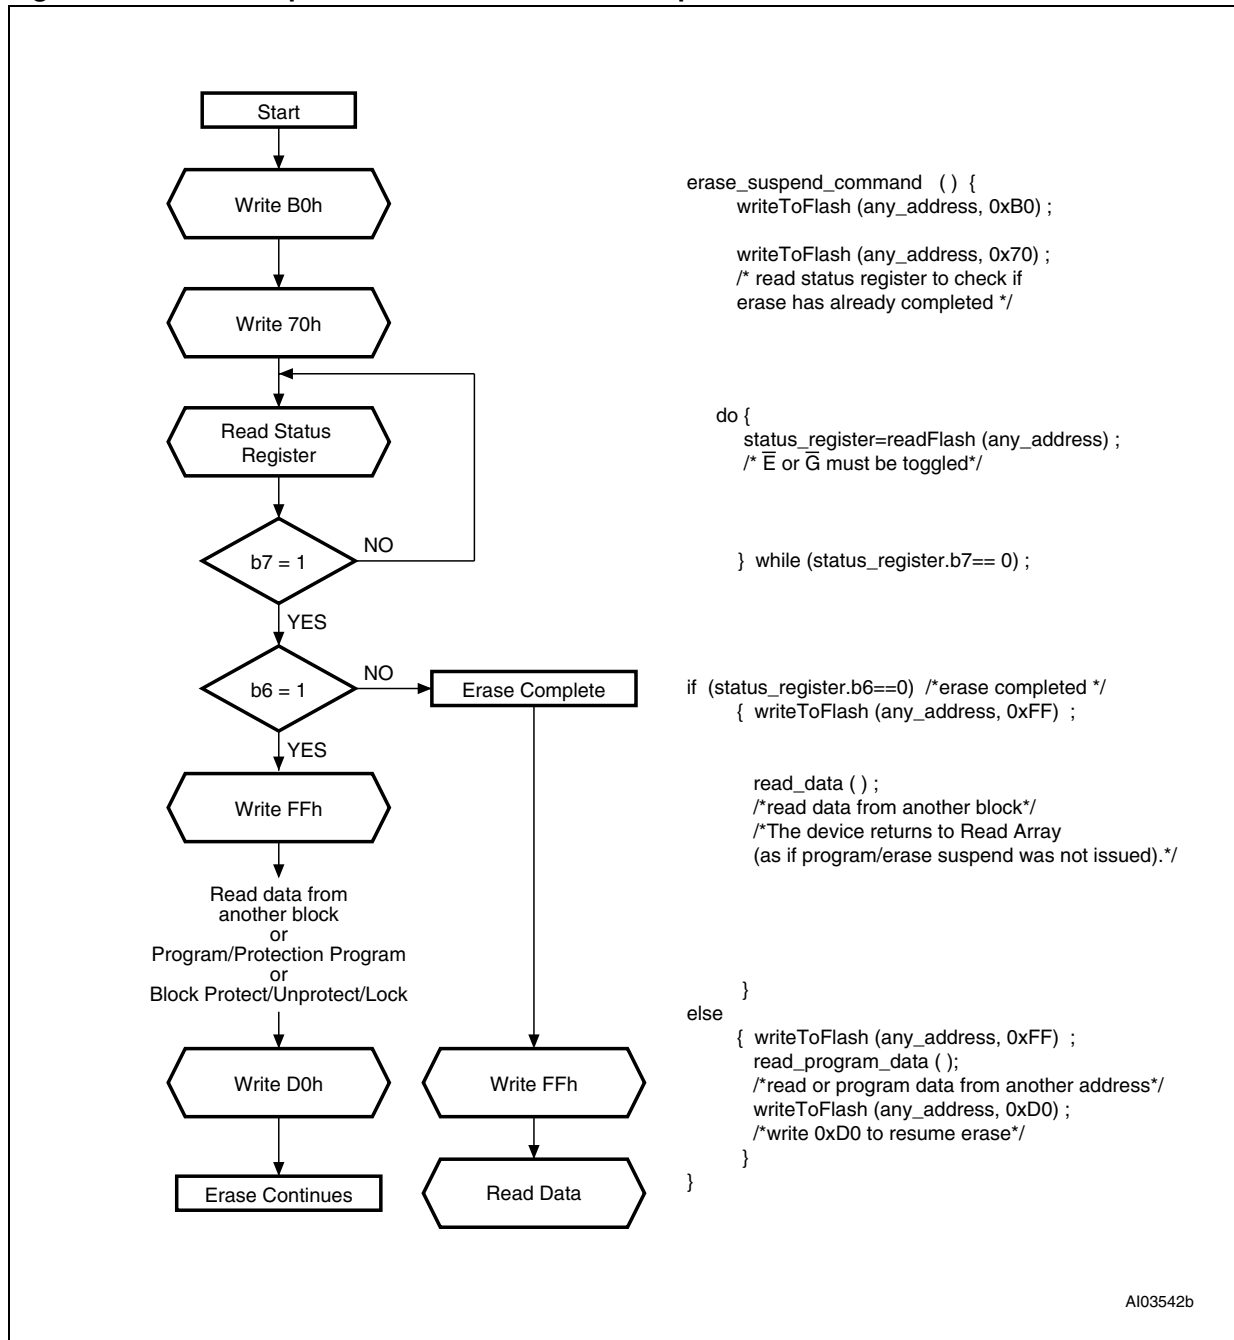 Start
Write B0h
Write 70h
Read Status
Register
b7 = 1
NO
YES
b6 = 1
NO
Erase Complete
YES
Write FFh
Read data from
another block
or
Program/Protection Program
or
Block Protect/Unprotect/Lock
Write D0h
Write FFh
Erase Continues
Read Data
erase_suspend_command ( ) {
writeToFlash (any_address, 0xB0) ;
writeToFlash (any_address, 0x70) ;
/* read status register to check if
erase has already completed */
do {
status_register=readFlash (any_address) ;
/* E̅ or G̅ must be toggled*/
} while (status_register.b7== 0) ;
if (status_register.b6==0) /*erase completed */
{ writeToFlash (any_address, 0xFF) ;
read_data ( ) ;
/*read data from another block*/
/*The device returns to Read Array
(as if program/erase suspend was not issued).*/
}
else
{ writeToFlash (any_address, 0xFF) ;
read_program_data ( );
/*read or program data from another address*/
writeToFlash (any_address, 0xD0) ;
/*write 0xD0 to resume erase*/
}
}
AI03542b